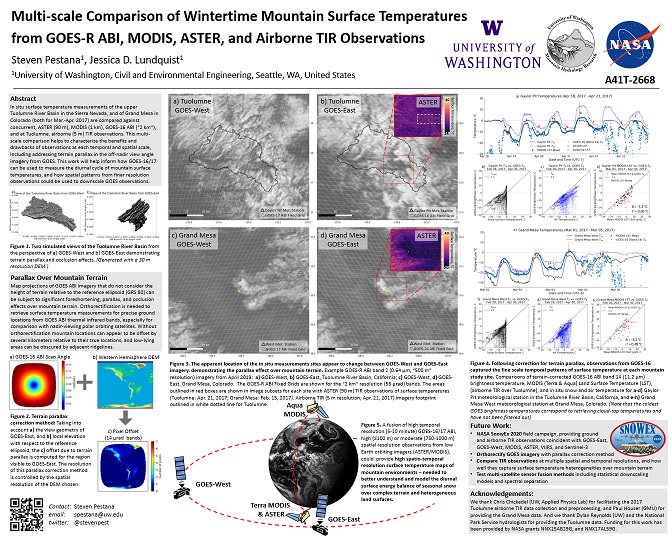 Multi-scale Comparison of Wintertime Mountain Surface Temperatures
from GOES-R ABI, MODIS, ASTER, and Airborne TIR Observations
Steven Pestana¹, Jessica D. Lundquist¹
¹University of Washington, Civil and Environmental Engineering, Seattle, WA, United States
UNIVERSITY of
WASHINGTON
NASA
A41T-2668
Abstract
In situ surface temperature measurements of the upper
Tuolumne River Basin in the Sierra Nevada, and of Grand Mesa in
Colorado (both for Mar.-Apr. 2017) are compared against
concurrent, ASTER (90 m), MODIS (1 km), GOES-16 ABI ("2 km"),
and at Tuolumne, airborne (5 m) TIR observations. This multi-
scale comparison helps to characterize the benefits and
drawbacks of observations at each temporal and spatial scale,
including addressing terrain parallax in the off-nadir view angle
imagery from GOES. This work will help inform how GOES-16/17
can be used to measure the diurnal cycle of mountain surface
temperatures, and how spatial patterns from finer resolution
observations could be used to downscale GOES observations.
Figure 1. Two simulated views of the Tuolumne River Basin from
the perspective of a) GOES-West and b) GOES-East demonstrating
terrain parallax and occlusion effects. (Generated with a 30 m
resolution DEM.)
Parallax Over Mountain Terrain
Map projections of GOES ABI imagery that do not consider the
height of terrain relative to the reference ellipsoid (GRS 80) can
be subject to significant foreshortening, parallax, and occlusion
effects over mountain terrain. Orthorectification is needed to
retrieve surface temperature measurements for precise ground
locations from GOES ABI thermal infrared bands, especially for
comparison with nadir-viewing polar orbiting satellites. Without
orthorectification mountain locations can appear to be offset by
several kilometers relative to their true locations, and low-lying
areas can be obscured by adjacent ridgelines.
a) GOES-16 ABI Scan Angle
b) Western Hemisphere DEM
c) Pixel Offset
(14 μrad bands)
Figure 2. Terrain parallax
correction method: Taking into
account a) the view geometry of
GOES-East, and b) local elevation
with respect to the reference
ellipsoid, the c) offset due to terrain
parallax is computed for the region
visible to GOES-East. The resolution
of this parallax correction method
is controlled by the spatial
resolution of the DEM chosen.
Contact: Steven Pestana
email: spestana@uw.edu
twitter: @stevenpest
a) Tuolumne
GOES-West
b) Tuolumne
GOES-East
ASTER
c) Grand Mesa
GOES-West
d) Grand Mesa
GOES-East
ASTER
Figure 3. The apparent location of the in situ measurements sites appear to change between GOES-West and GOES-East
imagery, demonstrating the parallax effect over mountain terrain. Example GOES-R ABI Band 2 (0.64 μm, "500 m"
resolution) imagery from April 2019: a) GOES-West, b) GOES-East, Tuolumne River Basin, California; c) GOES-West, d) GOES-
East, Grand Mesa, Colorado. The GOES-R ABI Fixed Grids are shown for the "2 km" resolution (56 μrad) bands. The areas
outlined in red boxes are shown in image subsets for each site with ASTER (90 m) TIR observations of surface temperatures
(Tuolumne: Apr. 21, 2017; Grand Mesa: Feb. 15, 2017). Airborne TIR (5 m resolution; Apr. 21, 2017) imagery footprint
outlined in white dotted line for Tuolumne.
Aqua
MODIS
GOES-West
Terra MODIS
& ASTER
GOES-East
Figure 5. A fusion of high temporal
resolution (5-10 minute) GOES-16/17 ABI,
high (≤100 m) or moderate (750-1000 m)
spatial resolution observations from low
Earth orbiting imagers (ASTER/MODIS),
could provide high spatio-temporal
resolution surface temperature maps of
mountain environments – needed to
better understand and model the diurnal
surface energy balance of seasonal snow
over complex terrain and heterogeneous
land surfaces.
Figure 4. Following correction for terrain parallax, observations from GOES-16
captured the fine scale temporal patterns of surface temperature at each mountain
study site. Comparisons of terrain-corrected GOES-16 ABI band 14 (11.2 μm)
brightness temperature, MODIS (Terra & Aqua) Land Surface Temperature (LST),
(airborne TIR over Tuolumne), and in situ snow and air temperature for a-d) Gaylor
Pit meteorological station in the Tuolumne River Basin, California, and e-h) Grand
Mesa West meteorological station at Grand Mesa, Colorado. (Note that the coldest
GOES brightness temperatures correspond to retrieving cloud-top temperatures and
have not been filtered out)
Future Work:
• NASA SnowEx 2020 field campaign, providing ground
and airborne TIR observations coincident with GOES-East,
GOES-West, MODIS, ASTER, VIIRS, and Sentinel-3
• Orthorectify GOES imagery with parallax correction method
• Compare TIR observations at multiple spatial and temporal resolutions, and how
well they capture surface temperature heterogeneities over mountain terrain
• Test multi-satellite sensor fusion methods including statistical downscaling
models and spectral separation
SNOWEX
Acknowledgements:
We thank Chris Chickadel (UW, Applied Physics Lab) for facilitating the 2017
Tuolumne airborne TIR data collection and preprocessing, and Paul Houser (GMU) for
providing the Grand Mesa data. And we thank Dylan Reynolds (UW) and the National
Park Service hydrologists for providing the Tuolumne data. Funding for this work has
been provided by NASA grants NNX15AB29G, and NNX17AL59G.